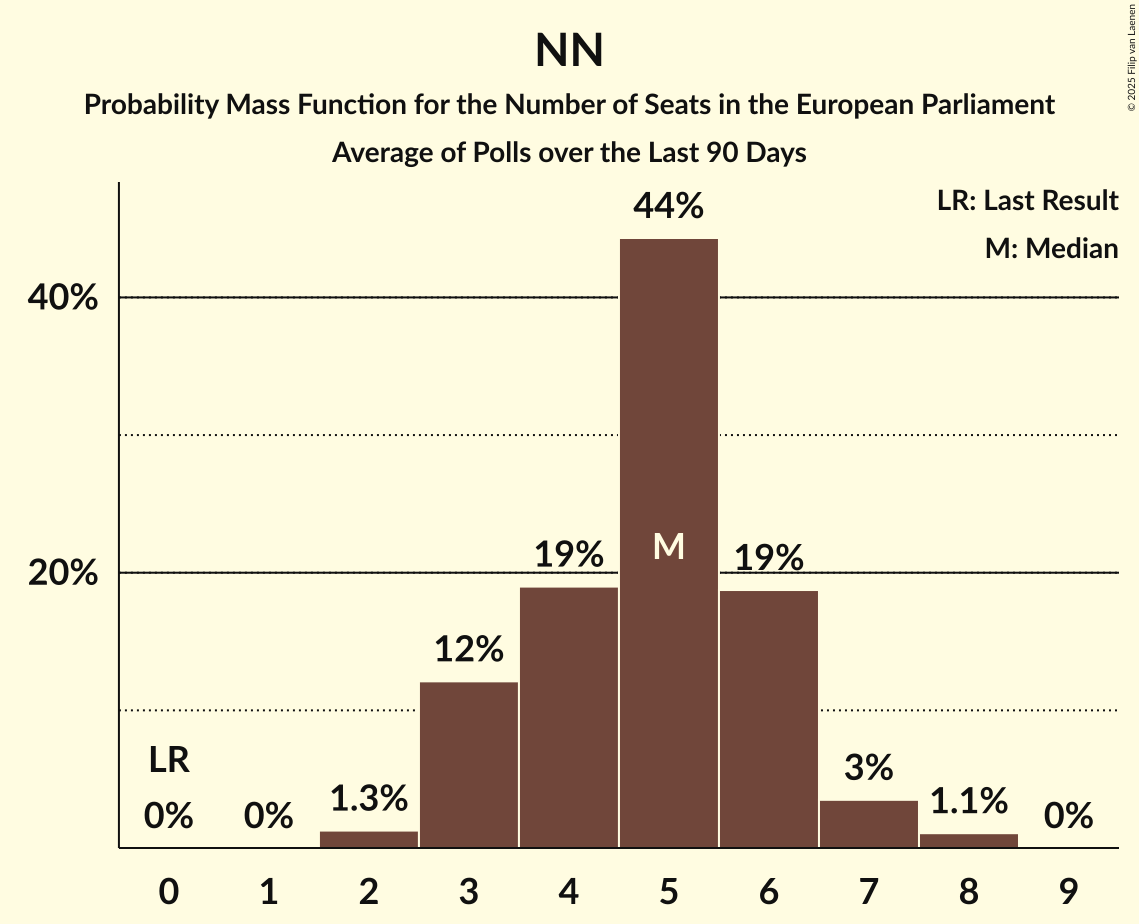 NN
Probability Mass Function for the Number of Seats in the European Parliament
Average of Polls over the Last 90 Days
© 2025 Filip van Laenen
LR: Last Result
M: Median
44%
40%
M
19%
19%
20%
12%
LR
0%
0%
1.3%
3%
1.1%
0%
0 1 2 3 4 5 6 7 8 9